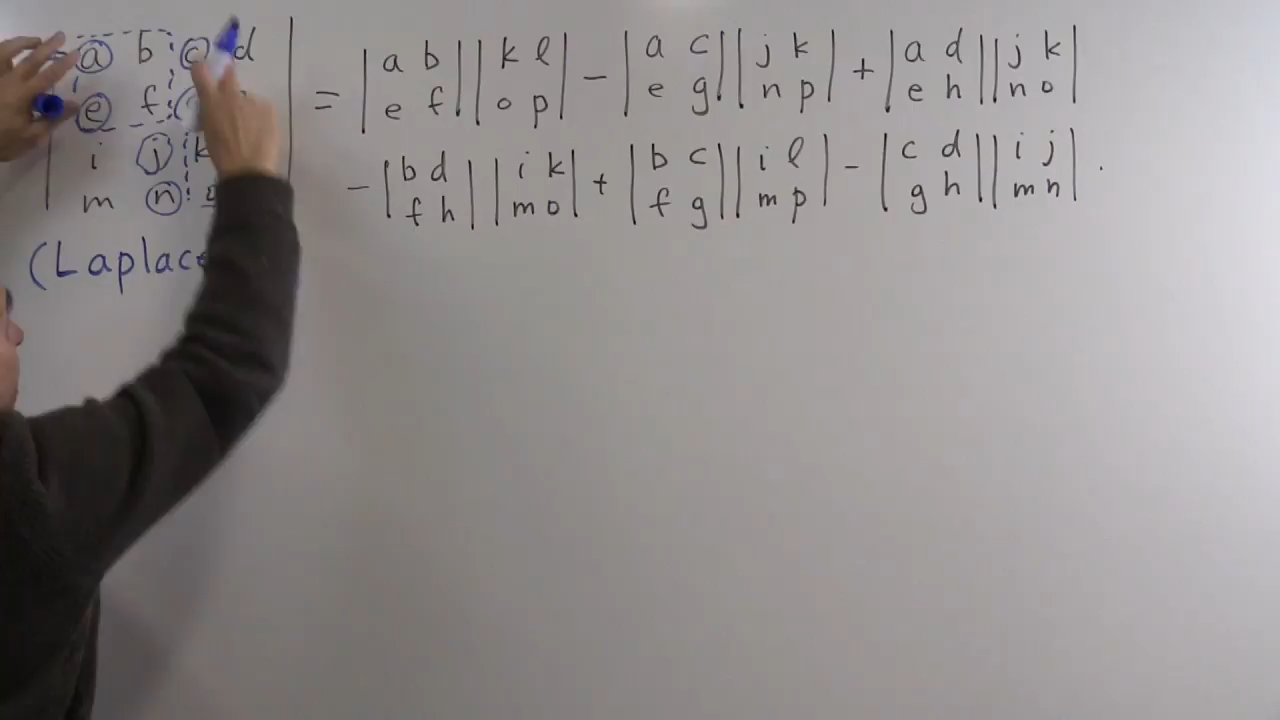 a b c d | = | a b | | k l | − | a c | | j k | + | a d | | j k |
e f | e f | | o p | | e g | | n p | | e h | | n o |
i j k − | b d | | i k | + | b c | | i l | − | c d | | i j | .
m n | f h | | m o | | f g | | m p | | g h | | m n |
(Laplace